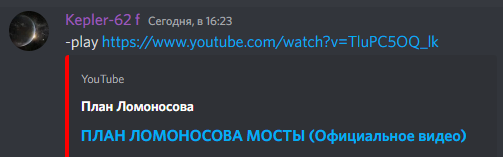 Kepler-62 f Сегодня, в 16:23
-play https://www.youtube.com/watch?v=TluPC5OQ_lk
YouTube
План Ломоносова
ПЛАН ЛОМОНОСОВА МОСТЫ (Официальное видео)